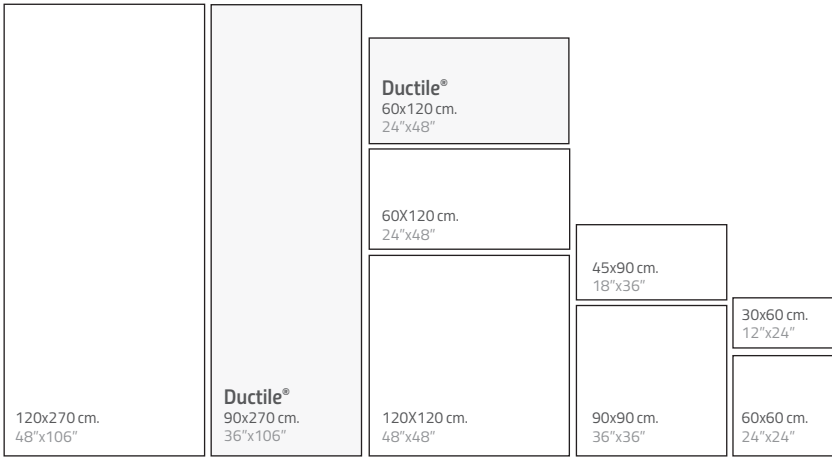 120x270 cm.
48”x106”
Ductile®
90x270 cm.
36”x106”
Ductile®
60x120 cm.
24”x48”
60X120 cm.
24”x48”
120X120 cm.
48”x48”
45x90 cm.
18”x36”
90x90 cm.
36”x36”
30x60 cm.
12”x24”
60x60 cm.
24”x24”